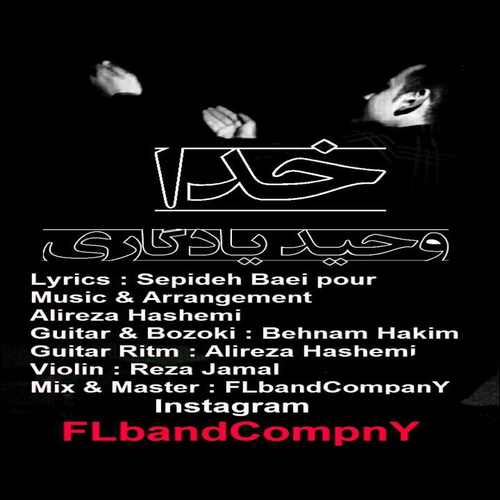 خدا
وحید یادگاری
Lyrics : Sepideh Baei pour
Music & Arrangement
Alireza Hashemi
Guitar & Bozoki : Behnam Hakim
Guitar Ritm : Alireza Hashemi
Violin : Reza Jamal
Mix & Master : FLbandCompanY
Instagram
FLbandCompnY